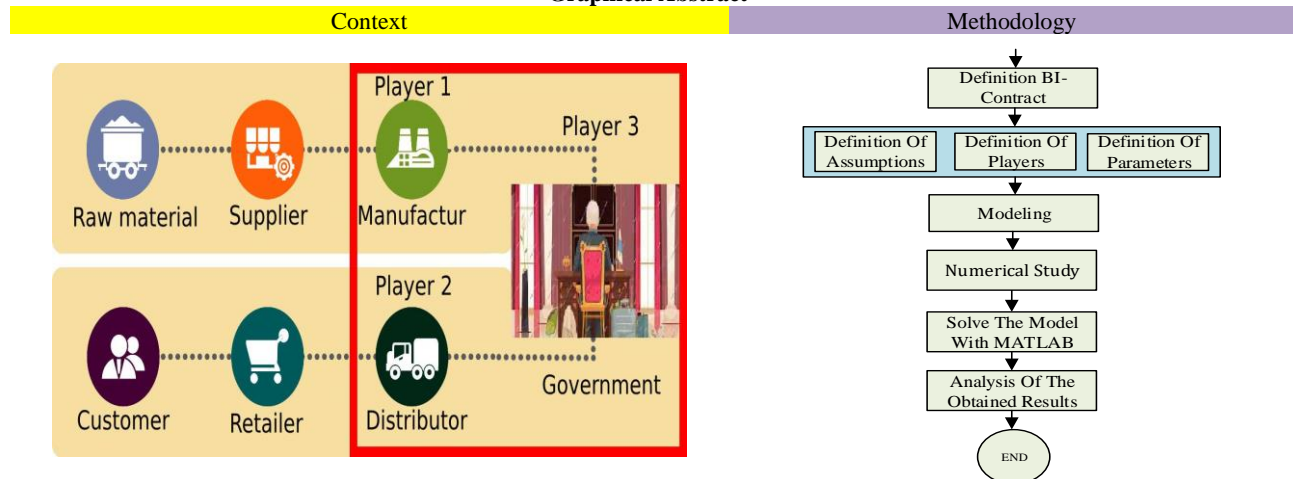 Graphical Abstract
Context
Methodology
Player 1
Player 3
Raw material
Supplier
Manufactur
Player 2
Government
Customer
Retailer
Distributor
Definition BI-
Contract
Definition Of
Assumptions
Definition Of
Players
Definition Of
Parameters
Modeling
Numerical Study
Solve The Model
With MATLAB
Analysis Of The
Obtained Results
END